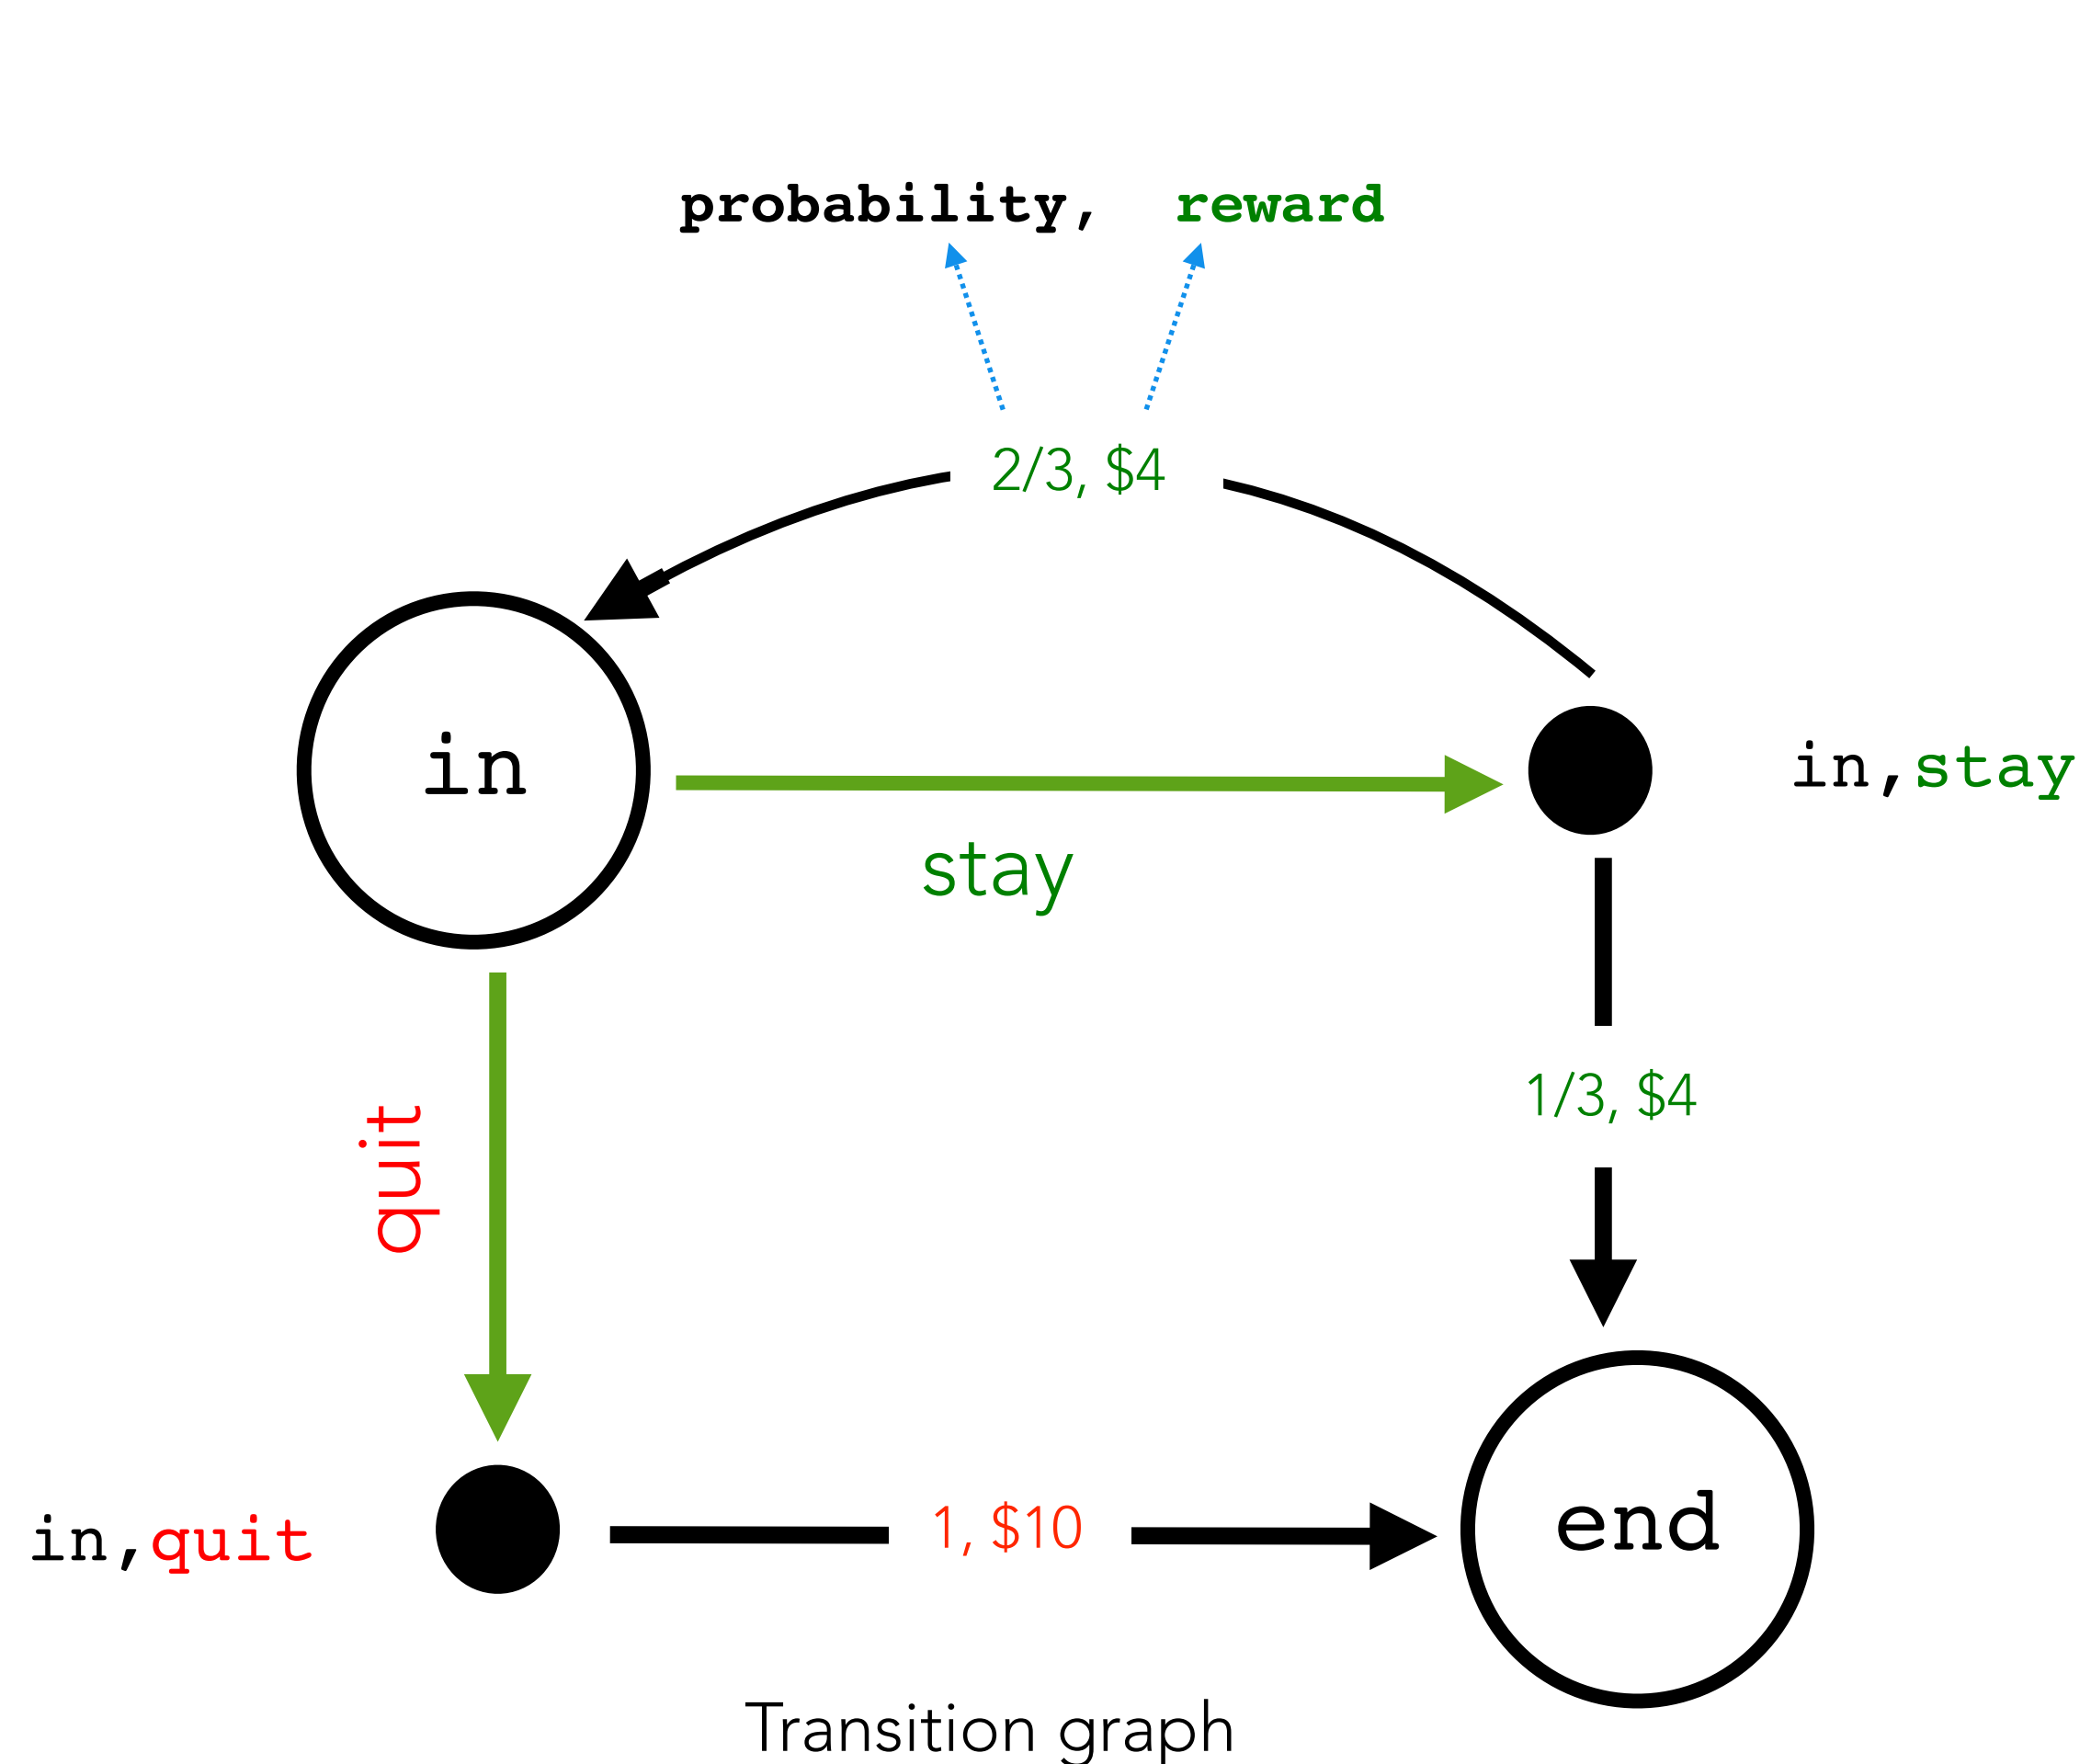 probability, reward
2/3, $4
in
in,stay
stay
1/3, $4
quit
end
in,quit
1, $10
Transition graph